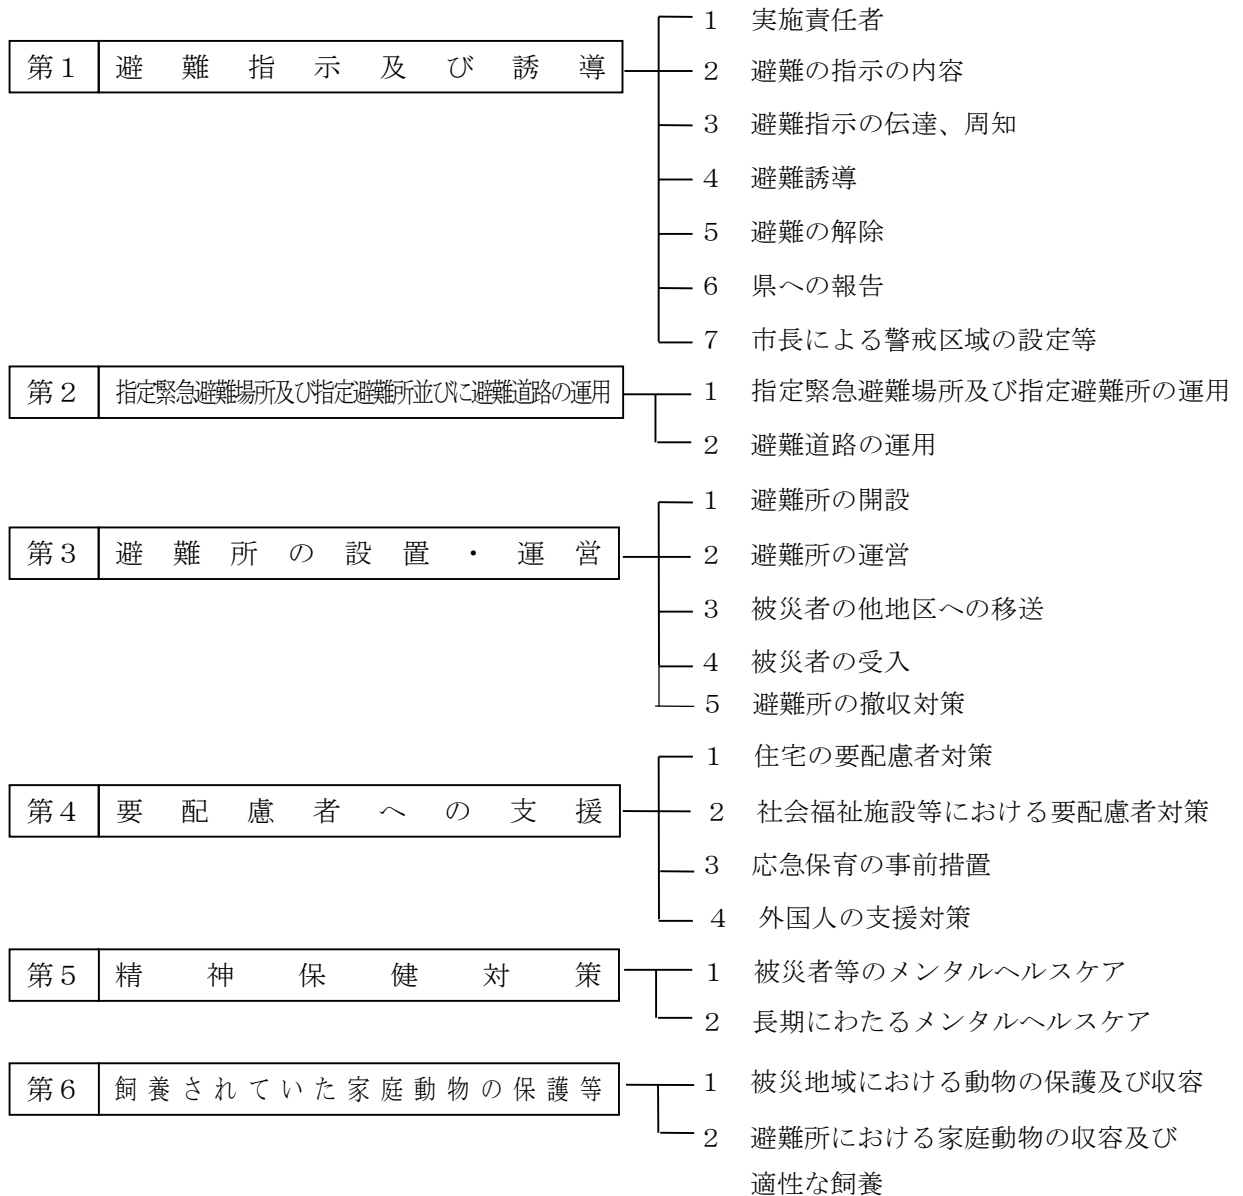 第１ 避難指示及び誘導
１ 実施責任者
２ 避難の指示の内容
３ 避難指示の伝達、周知
４ 避難誘導
５ 避難の解除
６ 県への報告
７ 市長による警戒区域の設定等
第２ 指定緊急避難場所及び指定避難所並びに避難道路の運用
１ 指定緊急避難場所及び指定避難所の運用
２ 避難道路の運用
第３ 避難所の設置・運営
１ 避難所の開設
２ 避難所の運営
３ 被災者の他地区への移送
４ 被災者の受入
５ 避難所の撤収対策
第４ 要配慮者への支援
１ 住宅の要配慮者対策
２ 社会福祉施設等における要配慮者対策
３ 応急保育の事前措置
４ 外国人の支援対策
第５ 精神保健対策
１ 被災者等のメンタルヘルスケア
２ 長期にわたるメンタルヘルスケア
第６ 飼養されていた家庭動物の保護等
１ 被災地域における動物の保護及び収容
２ 避難所における家庭動物の収容及び
適性な飼養